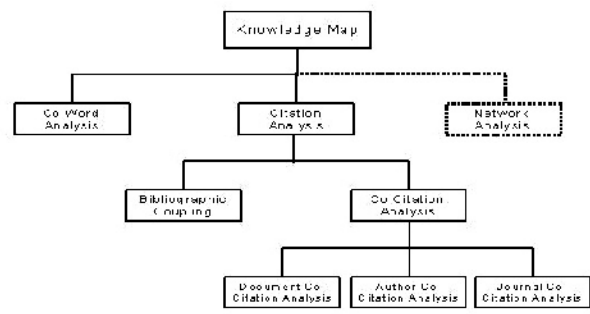 Knowledge Map
Co Word
Analysis
Citation
Analysis
Network
Analysis
Bibliographic
Coupling
Co Citation
Analysis
Document Co
Citation Analysis
Author Co
Citation Analysis
Journal Co
Citation Analysis